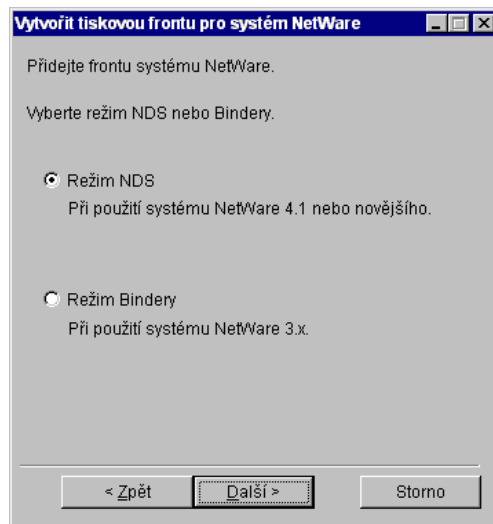 Vytvořit tiskovou frontu pro systém NetWare
Přidejte frontu systému NetWare.
Vyberte režim NDS nebo Bindery.
Režim NDS
Při použití systému NetWare 4.1 nebo novějšího.
Režim Bindery
Při použití systému NetWare 3.x.
< Zpět
Další >
Storno